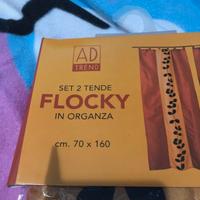 AD
TREND
SET 2 TENDE
FLOCKY
IN ORGANZA
cm. 70 x 160